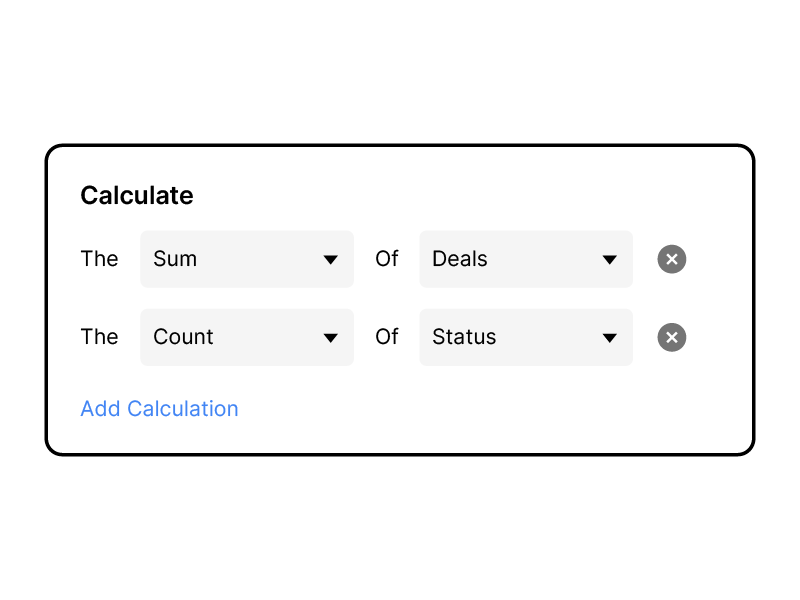 Calculate
The Sum Of Deals
The Count Of Status
Add Calculation